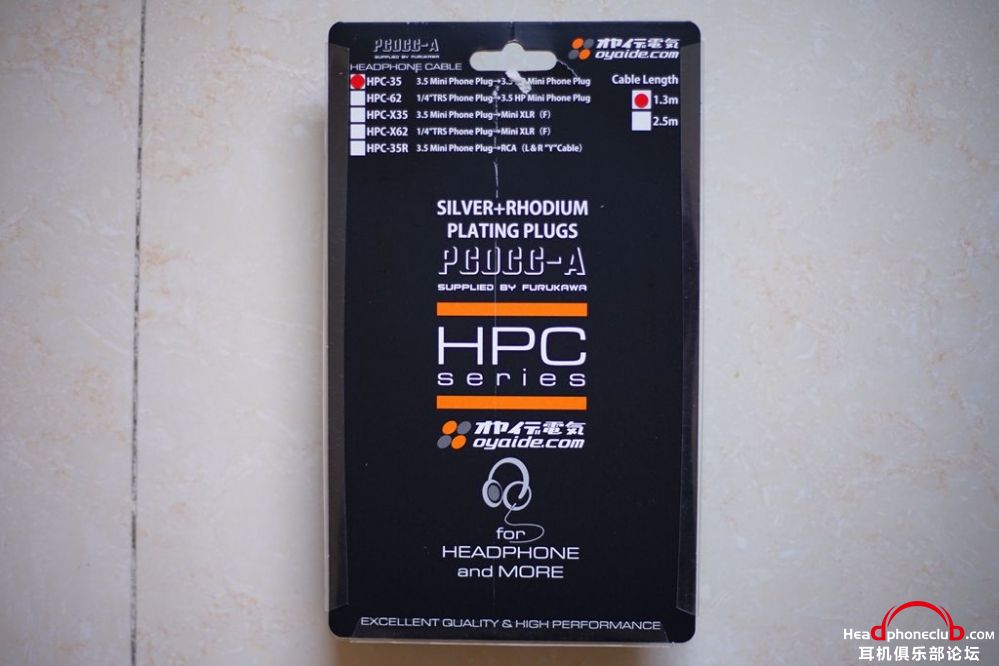 PCOCC-A
SUPPLIED BY FURUKAWA
HEADPHONE CABLE
オヤイデ電気
oyaide.com
HPC-35 3.5 Mini Phone Plug→3.5 Mini Phone Plug
HPC-62 1/4"TRS Phone Plug→3.5 HP Mini Phone Plug
HPC-X35 3.5 Mini Phone Plug→Mini XLR (F)
HPC-X62 1/4"TRS Phone Plug→Mini XLR (F)
HPC-35R 3.5 Mini Phone Plug→RCA (L & R "Y"Cable)
Cable Length
1.3m
2.5m
SILVER+RHODIUM
PLATING PLUGS
PCOCC-A
SUPPLIED BY FURUKAWA
HPC
series
オヤイデ電気
oyaide.com
for
HEADPHONE
and MORE
EXCELLENT QUALITY & HIGH PERFORMANCE
Headphoneclub.com
耳机俱乐部论坛